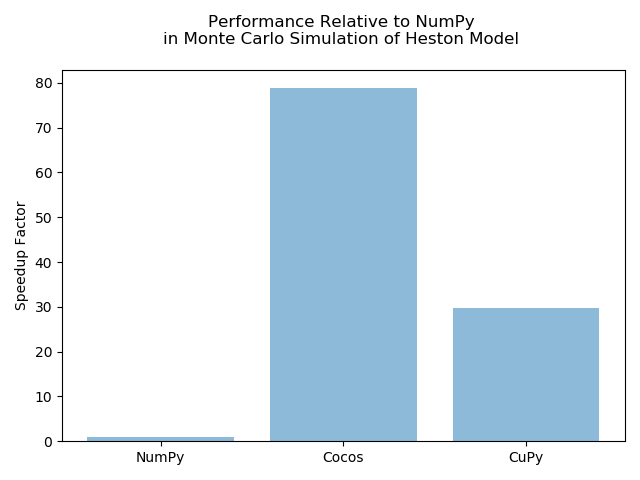 Performance Relative to NumPy
in Monte Carlo Simulation of Heston Model
Speedup Factor
80
70
60
50
40
30
20
10
0
NumPy
Cocos
CuPy